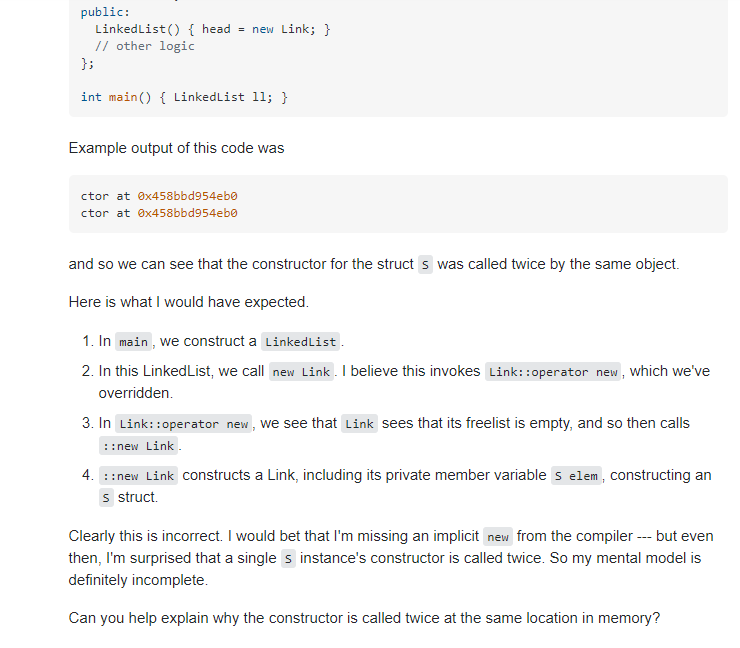 public:
LinkedList() { head = new Link; }
// other logic
};
int main() { LinkedList ll; }
Example output of this code was
ctor at 0x458bbd954eb0
ctor at 0x458bbd954eb0
and so we can see that the constructor for the struct S was called twice by the same object.
Here is what I would have expected.
1. In main, we construct a LinkedList.
2. In this LinkedList, we call new Link. I believe this invokes Link::operator new, which we've
overridden.
3. In Link::operator new, we see that Link sees that its freelist is empty, and so then calls
::new Link.
4. ::new Link constructs a Link, including its private member variable S elem, constructing an
S struct.
Clearly this is incorrect. I would bet that I'm missing an implicit new from the compiler --- but even
then, I'm surprised that a single S instance's constructor is called twice. So my mental model is
definitely incomplete.
Can you help explain why the constructor is called twice at the same location in memory?